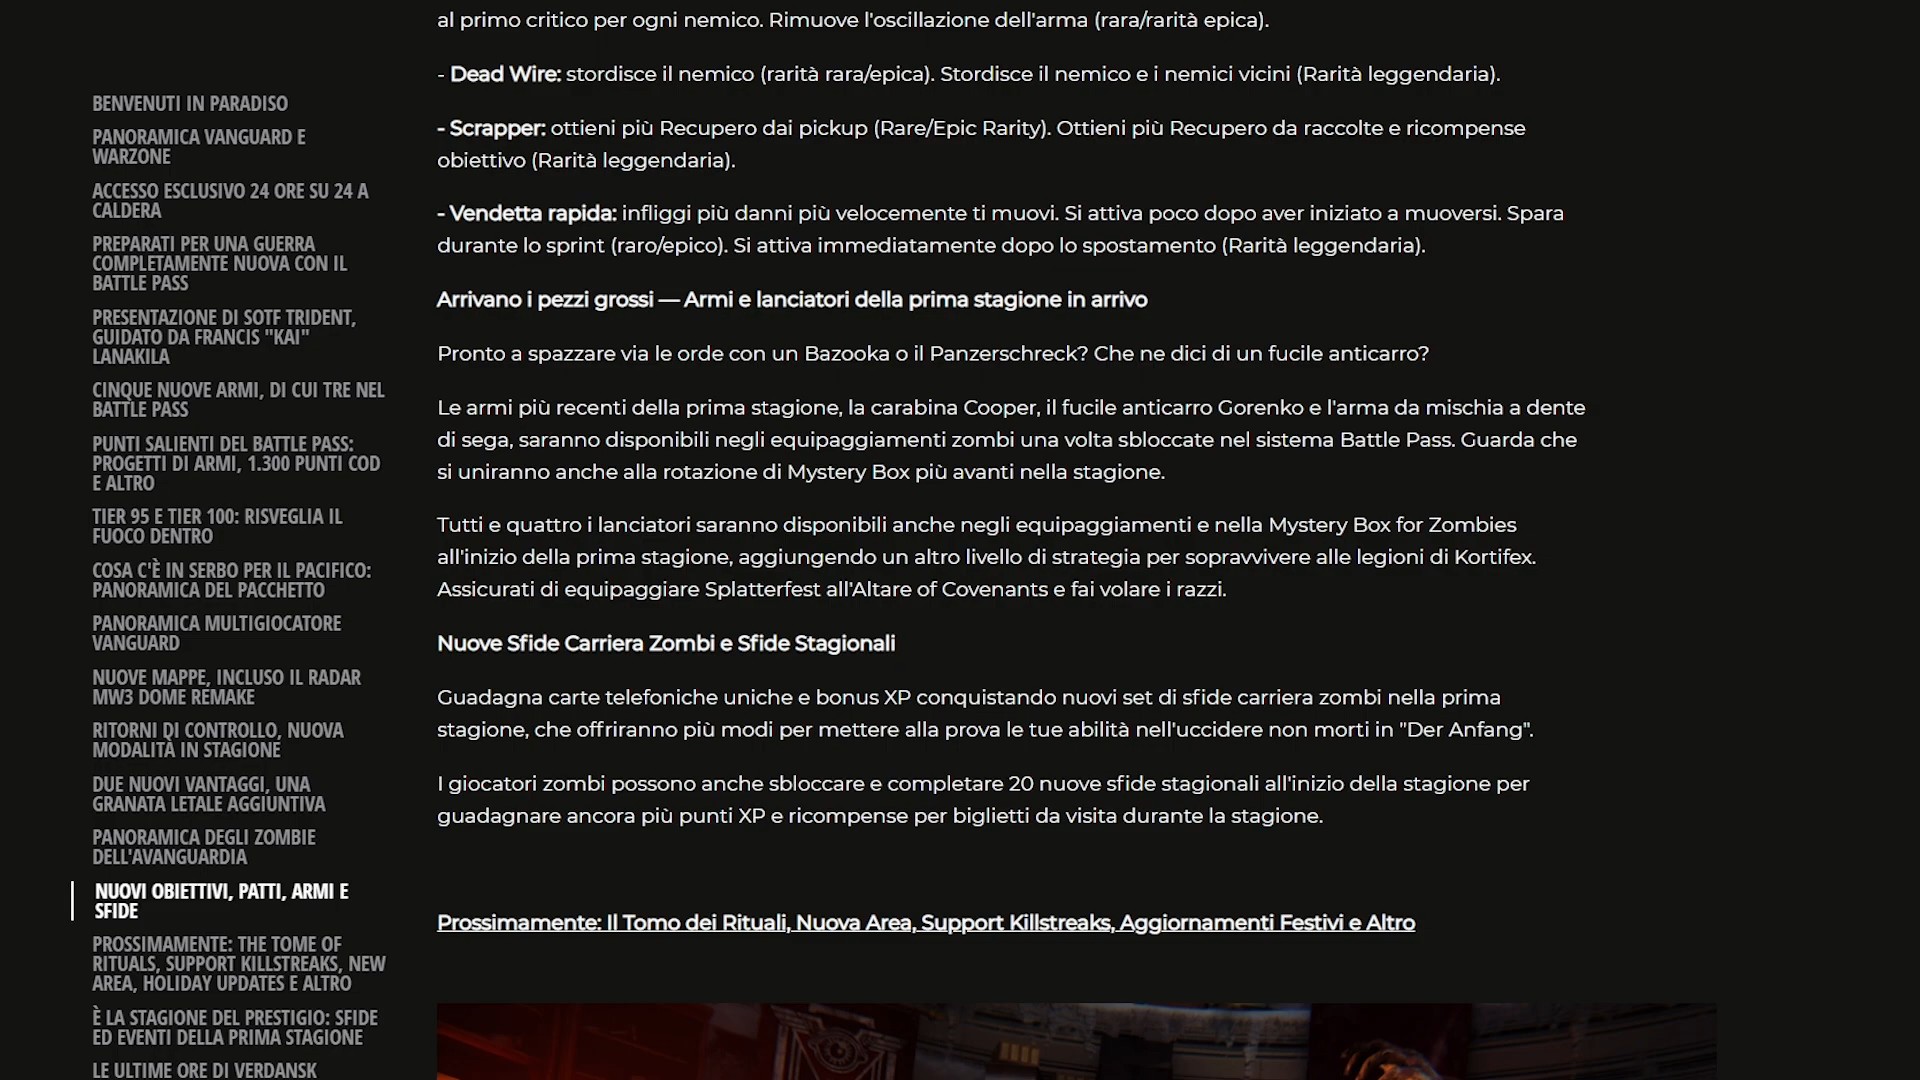 BENVENUTI IN PARADISO
PANORAMICA VANGUARD E
WARZONE
ACCESSO ESCLUSIVO 24 ORE SU 24 A
CALDERA
PREPARATI PER UNA GUERRA
COMPLETAMENTE NUOVA CON IL
BATTLE PASS
PRESENTAZIONE DI SOTF TRIDENT,
GUIDATO DA FRANCIS "KAI"
LANAKILA
CINQUE NUOVE ARMI, DI CUI TRE NEL
BATTLE PASS
PUNTI SALIENTI DEL BATTLE PASS:
PROGETTI DI ARMI, 1.300 PUNTI COD
E ALTRO
TIER 95 E TIER 100: RISVEGLIA IL
FUOCO DENTRO
COSA C'È IN SERBO PER IL PACIFICO:
PANORAMICA DEL PACCHETTO
PANORAMICA MULTIGIOCATORE
VANGUARD
NUOVE MAPPE, INCLUSO IL RADAR
MW3 DOME REMAKE
RITORNI DI CONTROLLO, NUOVA
MODALITÀ IN STAGIONE
DUE NUOVI VANTAGGI, UNA
GRANATA LETALE AGGIUNTIVA
PANORAMICA DEGLI ZOMBIE
DELL'AVANGUARDIA
NUOVI OBIETTIVI, PATTI, ARMI E
SFIDE
PROSSIMAMENTE: THE TOME OF
RITUALS, SUPPORT KILLSTREAKS, NEW
AREA, HOLIDAY UPDATES E ALTRO
È LA STAGIONE DEL PRESTIGIO: SFIDE
ED EVENTI DELLA PRIMA STAGIONE
LE ULTIME ORE DI VERDANSK
al primo critico per ogni nemico. Rimuove l'oscillazione dell'arma (rara/rarità epica).
- Dead Wire: stordisce il nemico (rarità rara/epica). Stordisce il nemico e i nemici vicini (Rarità leggendaria).
- Scrapper: ottieni più Recupero dai pickup (Rare/Epic Rarity). Ottieni più Recupero da raccolte e ricompense
obiettivo (Rarità leggendaria).
- Vendetta rapida: infliggi più danni più velocemente ti muovi. Si attiva poco dopo aver iniziato a muoversi. Spara
durante lo sprint (raro/epico). Si attiva immediatamente dopo lo spostamento (Rarità leggendaria).
Arrivano i pezzi grossi — Armi e lanciatori della prima stagione in arrivo
Pronto a spazzare via le orde con un Bazooka o il Panzerschreck? Che ne dici di un fucile anticarro?
Le armi più recenti della prima stagione, la carabina Cooper, il fucile anticarro Gorenko e l'arma da mischia a dente
di sega, saranno disponibili negli equipaggiamenti zombi una volta sbloccate nel sistema Battle Pass. Guarda che
si uniranno anche alla rotazione di Mystery Box più avanti nella stagione.
Tutti e quattro i lanciatori saranno disponibili anche negli equipaggiamenti e nella Mystery Box for Zombies
all'inizio della prima stagione, aggiungendo un altro livello di strategia per sopravvivere alle legioni di Kortifex.
Assicurati di equipaggiare Splatterfest all'Altare of Covenants e fai volare i razzi.
Nuove Sfide Carriera Zombi e Sfide Stagionali
Guadagna carte telefoniche uniche e bonus XP conquistando nuovi set di sfide carriera zombi nella prima
stagione, che offriranno più modi per mettere alla prova le tue abilità nell'uccidere non morti in "Der Anfang".
I giocatori zombi possono anche sbloccare e completare 20 nuove sfide stagionali all'inizio della stagione per
guadagnare ancora più punti XP e ricompense per biglietti da visita durante la stagione.
Prossimamente: Il Tomo dei Rituali, Nuova Area, Support Killstreaks, Aggiornamenti Festivi e Altro